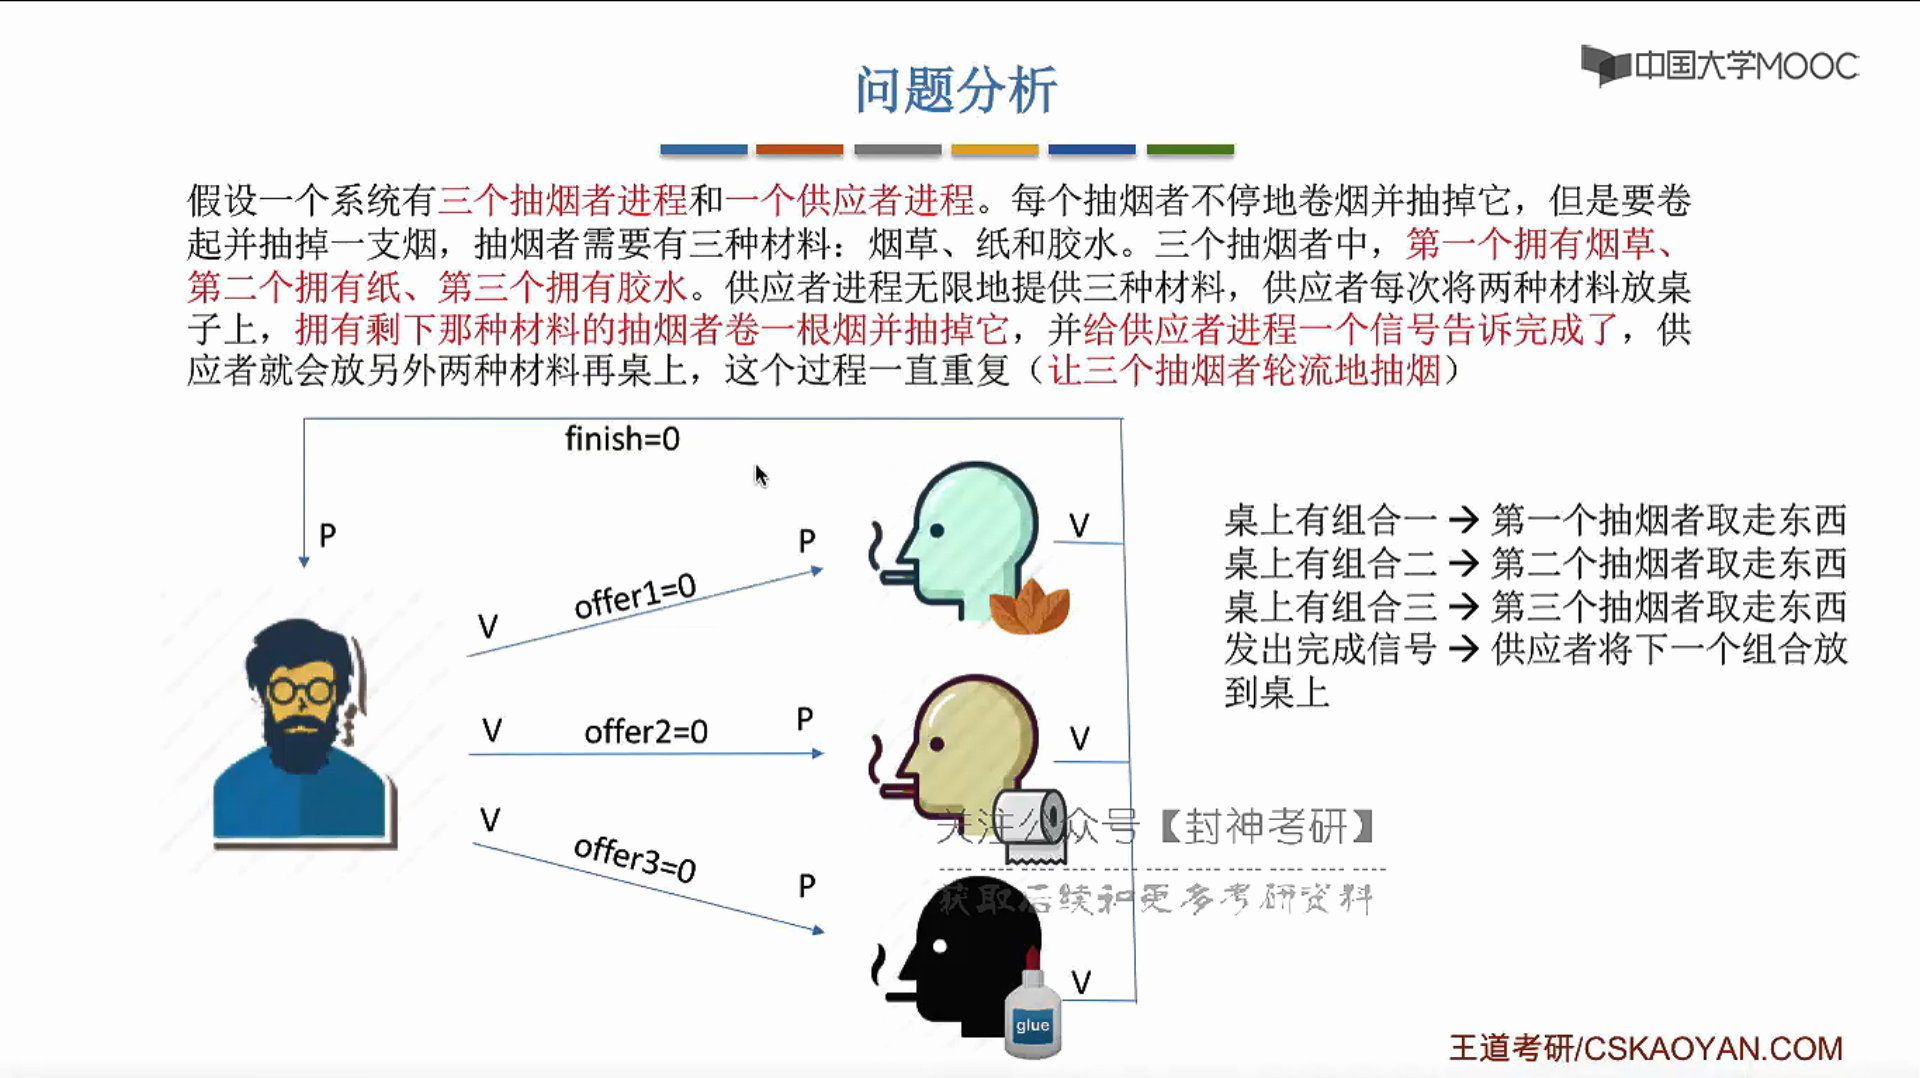 中国大学MOOC
问题分析
假设一个系统有三个抽烟者进程和一个供应者进程。每个抽烟者不停地卷烟并抽掉它，但是要卷
起并抽掉一支烟，抽烟者需要有三种材料：烟草、纸和胶水。三个抽烟者中，第一个拥有烟草、
第二个拥有纸、第三个拥有胶水。供应者进程无限地提供三种材料，供应者每次将两种材料放桌
子上，拥有剩下那种材料的抽烟者卷一根烟并抽掉它，并给供应者进程一个信号告诉完成了，供
应者就会放另外两种材料再桌上，这个过程一直重复（让三个抽烟者轮流地抽烟）
finish=0
P
V
offer1=0
P
V
V
offer2=0
P
V
V
offer3=0
P
V
glue
桌上有组合一 → 第一个抽烟者取走东西
桌上有组合二 → 第二个抽烟者取走东西
桌上有组合三 → 第三个抽烟者取走东西
发出完成信号 → 供应者将下一个组合放
到桌上
关注公众号【封神考研】
获取后续和更多考研资料
王道考研/CSKAOYAN.COM